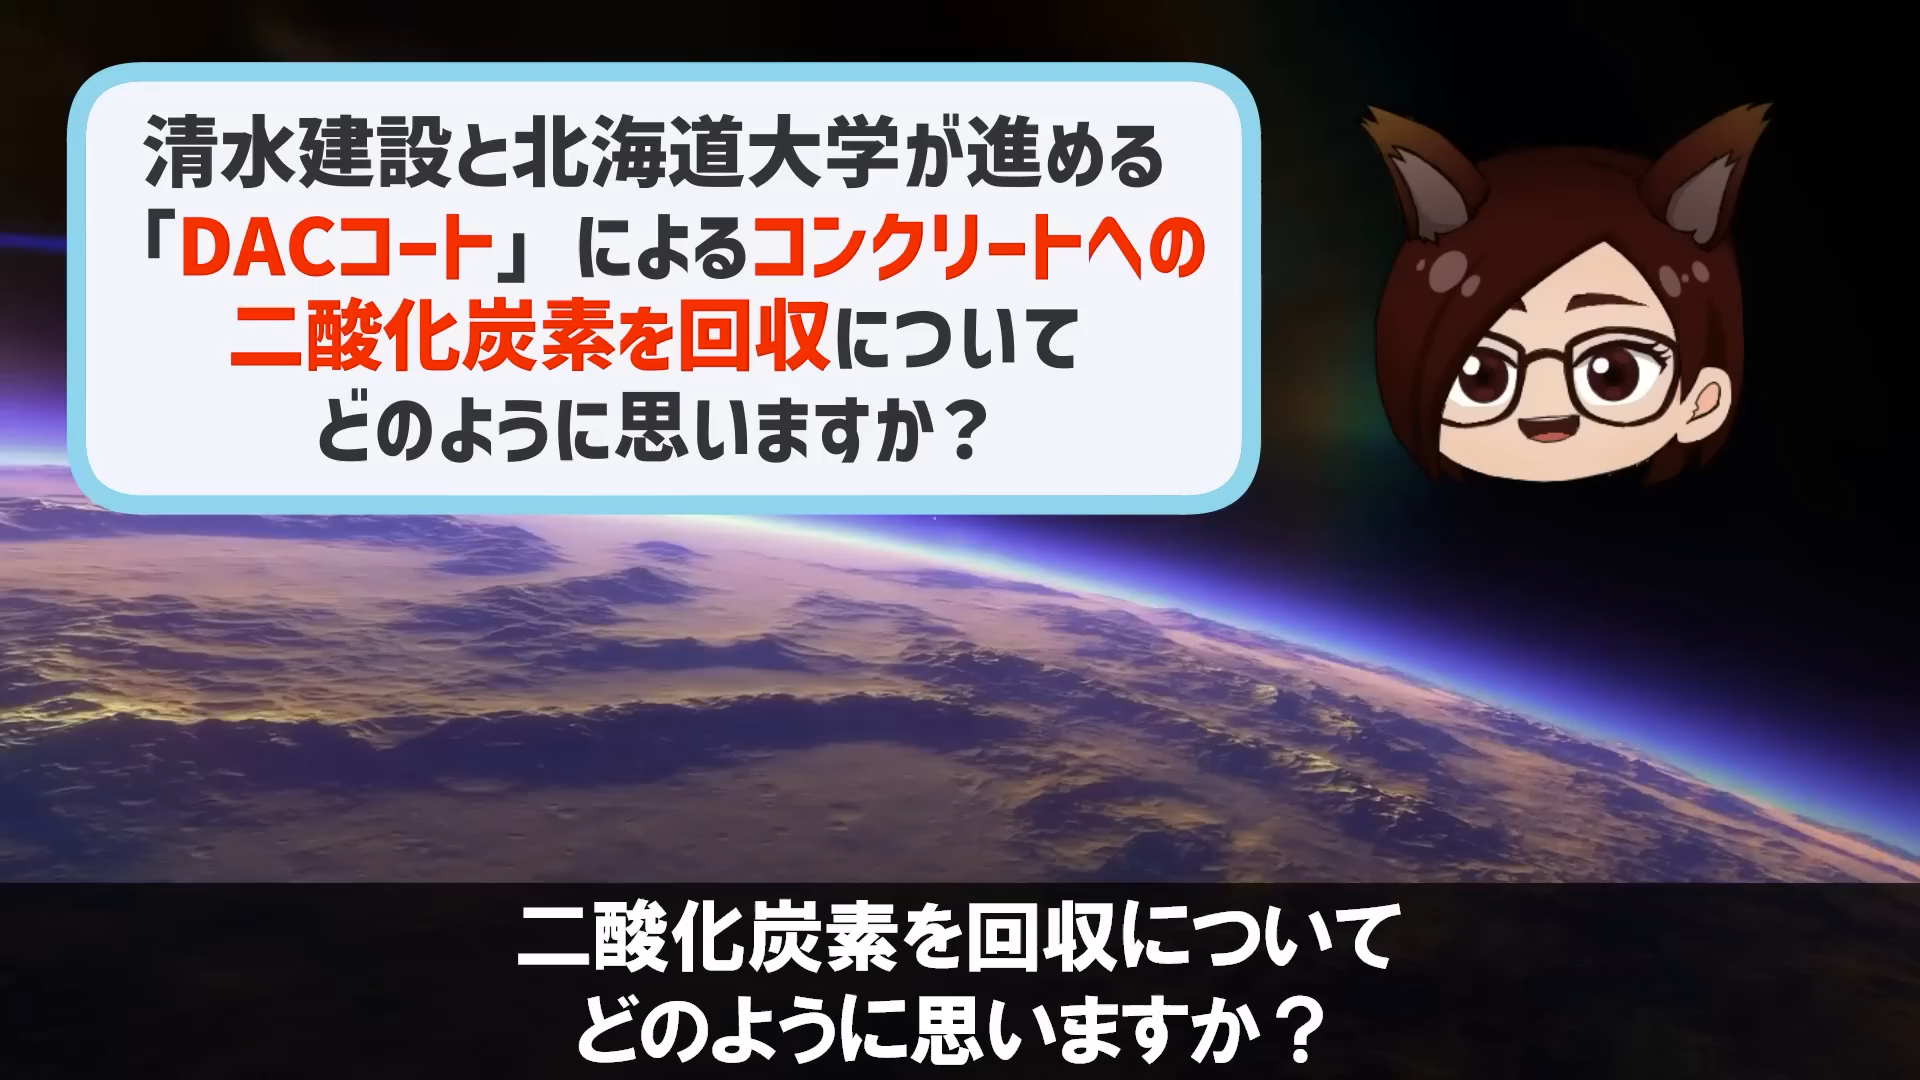 清水建設と北海道大学が進める
「DACコート」によるコンクリートへの
二酸化炭素を回収について
どのように思いますか？
二酸化炭素を回収について
どのように思いますか？